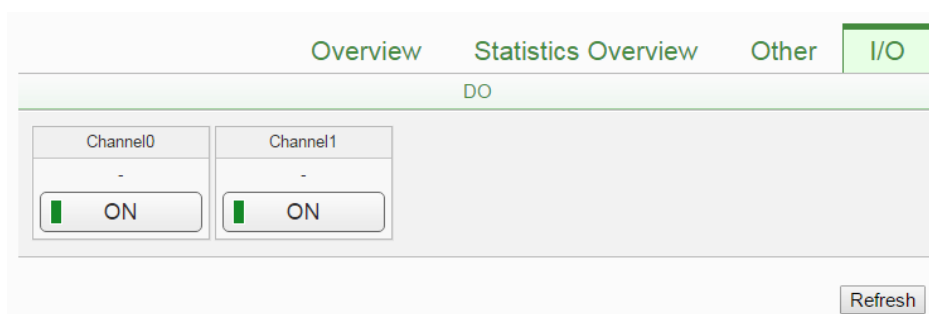 Overview Statistics Overview Other I/O
DO
Channel0 Channel1
- -
ON ON
Refresh